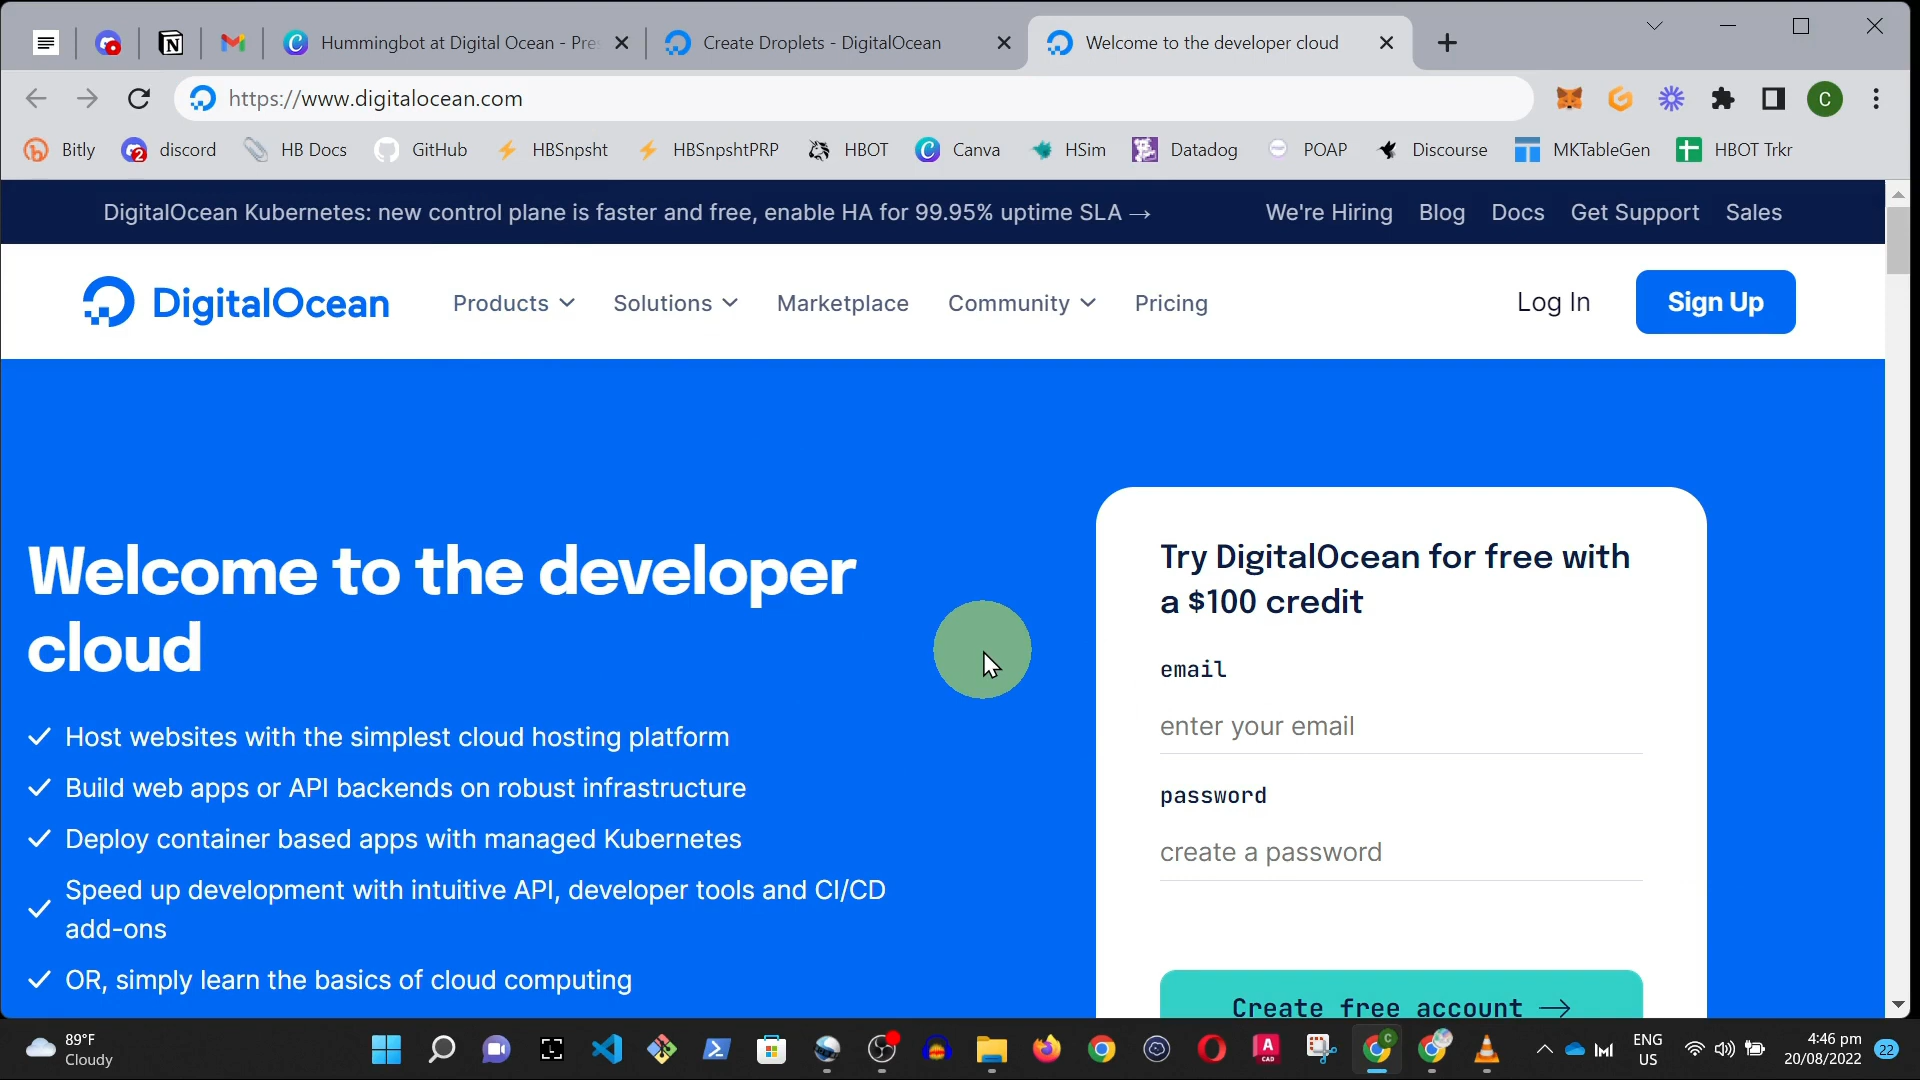 Hummingbot at Digital Ocean - Pre
Create Droplets - DigitalOcean
Welcome to the developer cloud
https://www.digitalocean.com
C
Bitly
discord
HB Docs
GitHub
HBSnpsht
HBSnpshtPRP
HBOT
Canva
HSim
Datadog
POAP
Discourse
MKTableGen
HBOT Trkr
DigitalOcean Kubernetes: new control plane is faster and free, enable HA for 99.95% uptime SLA →
We're Hiring
Blog
Docs
Get Support
Sales
DigitalOcean
Products
Solutions
Marketplace
Community
Pricing
Log In
Sign Up
Welcome to the developer
cloud
Host websites with the simplest cloud hosting platform
Build web apps or API backends on robust infrastructure
Deploy container based apps with managed Kubernetes
Speed up development with intuitive API, developer tools and CI/CD
add-ons
OR, simply learn the basics of cloud computing
Try DigitalOcean for free with
a $100 credit
email
enter your email
password
create a password
Create free account →
89°F
Cloudy
ENG
US
4:46 pm
20/08/2022
22